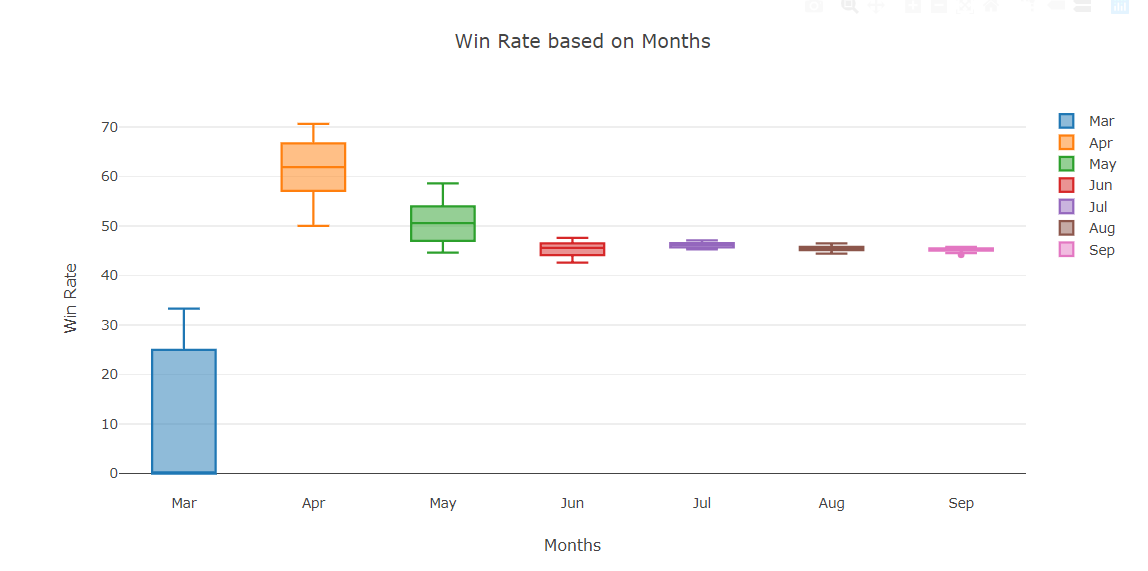 Win Rate based on Months
70
60
50
40
30
20
10
0
Win Rate
Mar Apr May Jun Jul Aug Sep
Months
Mar
Apr
May
Jun
Jul
Aug
Sep